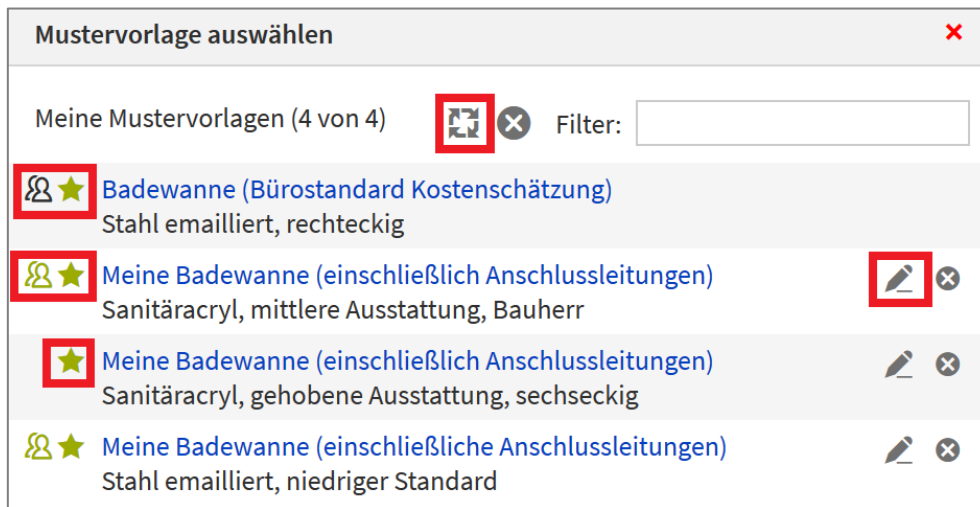 Mustervorlage auswählen
Meine Mustervorlagen (4 von 4) Filter:
Badewanne (Bürostandard Kostenschätzung)
Stahl emailliert, rechteckig
Meine Badewanne (einschließlich Anschlussleitungen)
Sanitäracryl, mittlere Ausstattung, Bauherr
Meine Badewanne (einschließlich Anschlussleitungen)
Sanitäracryl, gehobene Ausstattung, sechseckig
Meine Badewanne (einschließliche Anschlussleitungen)
Stahl emailliert, niedriger Standard